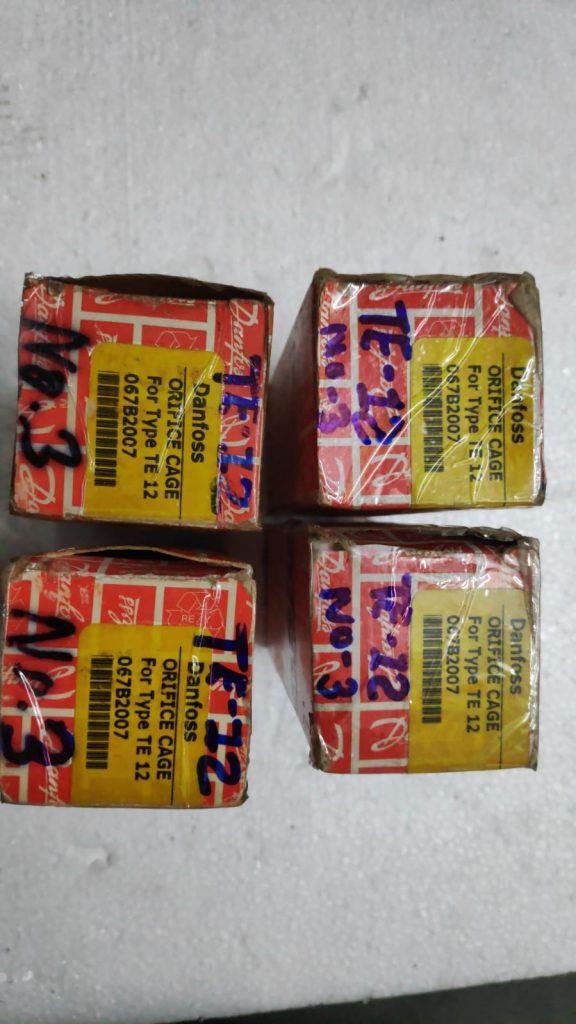 TE-12
Danfoss
ORIFICE CAGE
For Type TE 12
067B2007
No.3
Danfoss
ORIFICE CAGE
For Type TE 12
067B2007
TE-12
No-3
TE-12
Danfoss
ORIFICE CAGE
For Type TE 12
067B2007
No.3
Danfoss
ORIFICE CAGE
For Type TE 12
067B2007
TE-12
NO-3